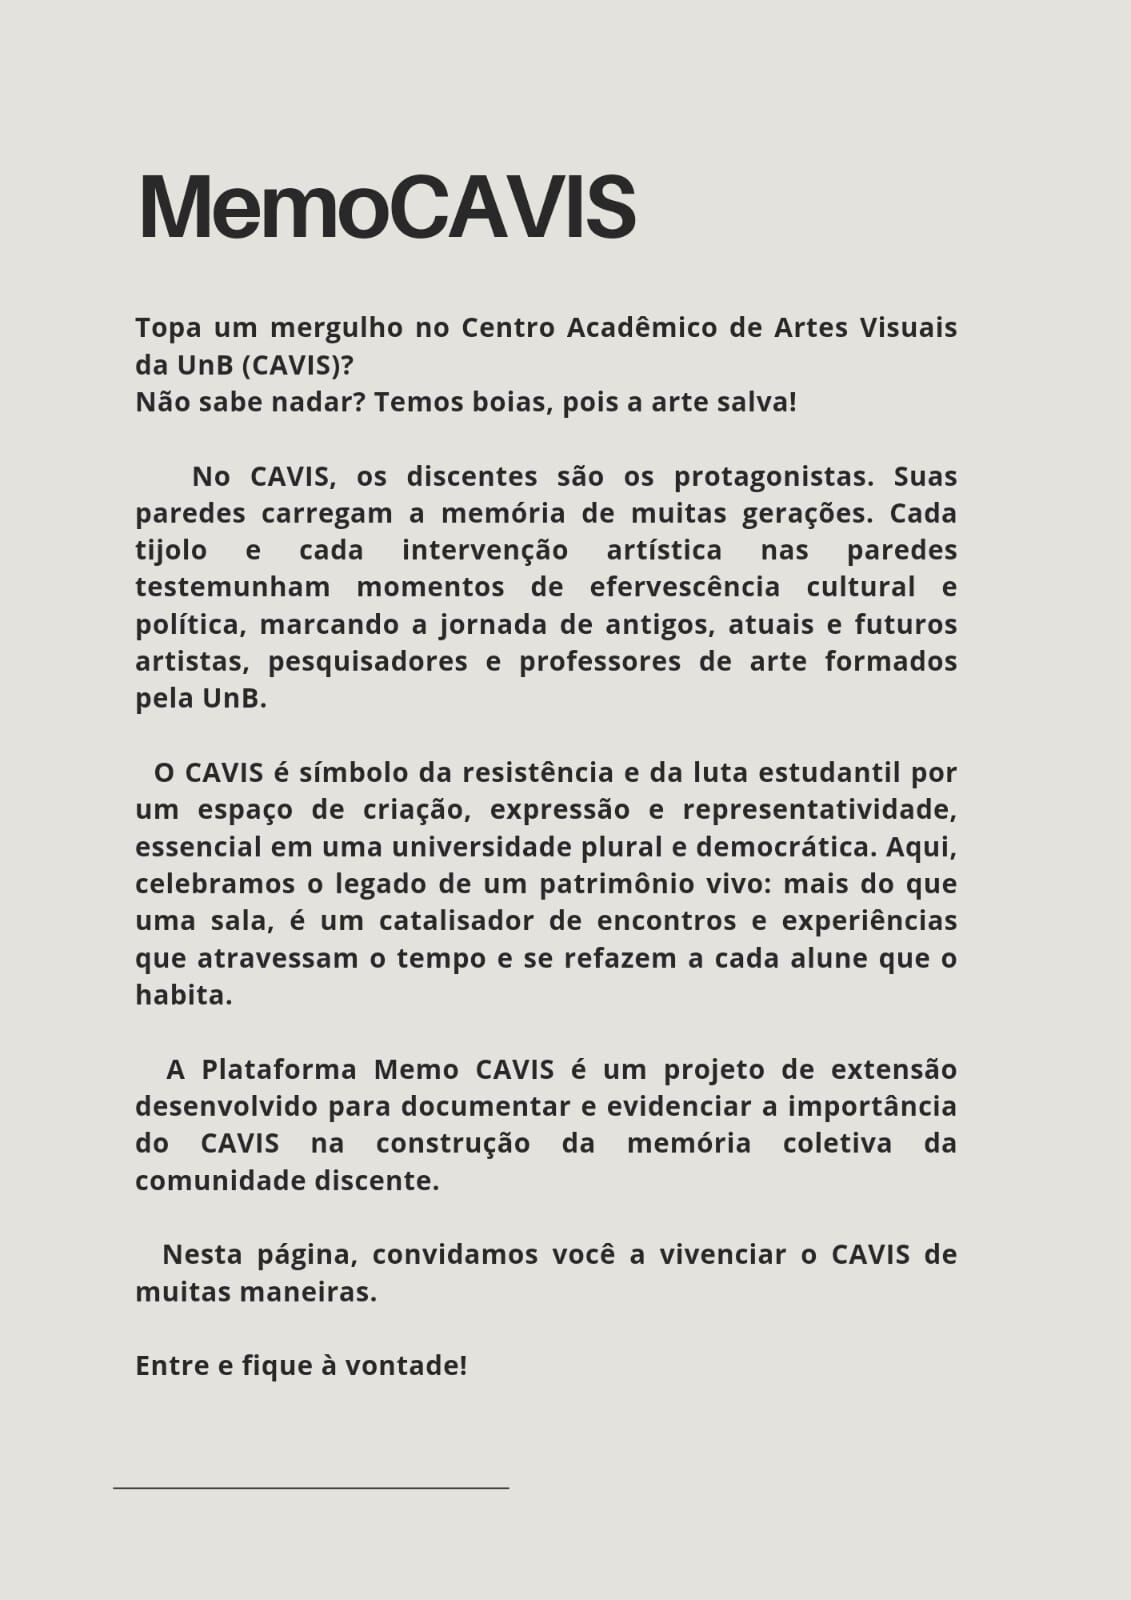 MemoCAVIS
Topa um mergulho no Centro Acadêmico de Artes Visuais
da UnB (CAVIS)?
Não sabe nadar? Temos boias, pois a arte salva!
No CAVIS, os discentes são os protagonistas. Suas
paredes carregam a memória de muitas gerações. Cada
tijolo e cada intervenção artística nas paredes
testemunham momentos de efervescência cultural e
política, marcando a jornada de antigos, atuais e futuros
artistas, pesquisadores e professores de arte formados
pela UnB.
O CAVIS é símbolo da resistência e da luta estudantil por
um espaço de criação, expressão e representatividade,
essencial em uma universidade plural e democrática. Aqui,
celebramos o legado de um patrimônio vivo: mais do que
uma sala, é um catalisador de encontros e experiências
que atravessam o tempo e se refazem a cada alune que o
habita.
A Plataforma Memo CAVIS é um projeto de extensão
desenvolvido para documentar e evidenciar a importância
do CAVIS na construção da memória coletiva da
comunidade discente.
Nesta página, convidamos você a vivenciar o CAVIS de
muitas maneiras.
Entre e fique à vontade!